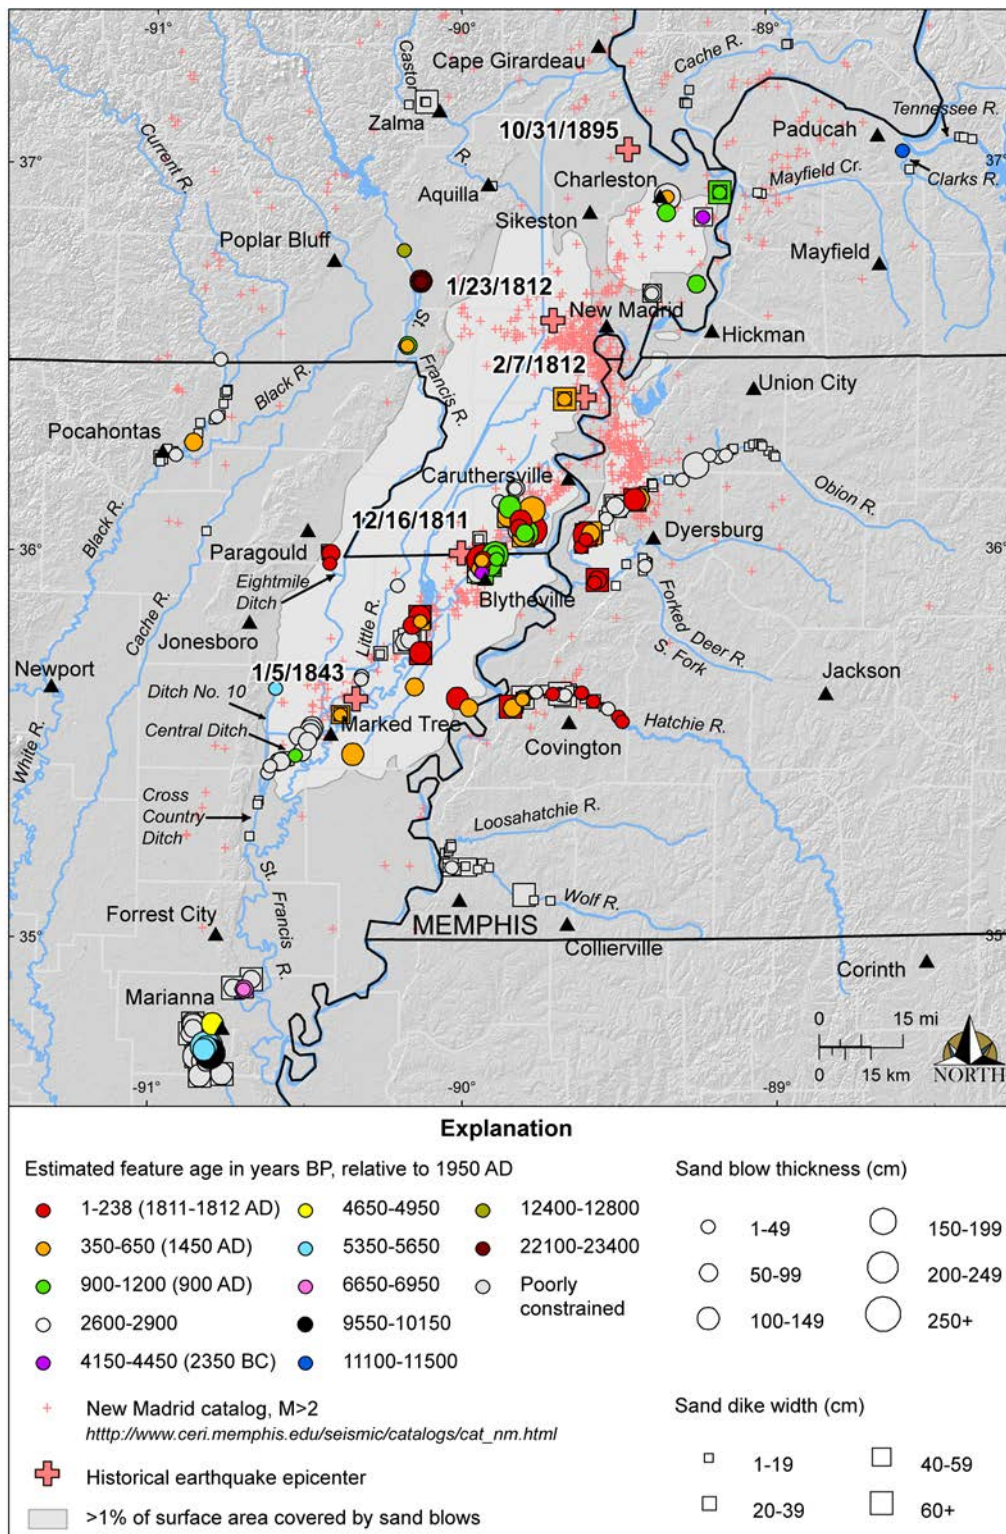 -91°
-90°
-89°
Cape Girardeau
Castor
R.
Cache R.
Zalma
10/31/1895
Tennessee R.
Paducah
37°
37°
Current R.
Aquilla
Charleston
Mayfield Cr.
Clarks R.
Sikeston
Poplar Bluff
Mayfield
1/23/1812
New Madrid
Hickman
St.
Francis R.
Black R.
2/7/1812
Union City
Pocahontas
Caruthersville
Obion R.
Black R.
12/16/1811
Dyersburg
36°
36°
Paragould
Eightmile
Ditch
Blytheville
Forked Deer R.
S. Fork
Cache R.
Little R.
Jonesboro
Newport
1/5/1843
Jackson
Ditch No. 10
Marked Tree
Hatchie R.
Central Ditch
Covington
White R.
Cross
Country
Ditch
Loosahatchie R.
St. Francis R.
Wolf R.
Forrest City
MEMPHIS
35°
35°
Collierville
Corinth
Marianna
0 15 mi
0 15 km
NORTH
-91°
-90°
-89°
Explanation
Estimated feature age in years BP, relative to 1950 AD
1-238 (1811-1812 AD)
350-650 (1450 AD)
900-1200 (900 AD)
2600-2900
4150-4450 (2350 BC)
4650-4950
5350-5650
6650-6950
9550-10150
11100-11500
12400-12800
22100-23400
Poorly
constrained
New Madrid catalog, M>2
htttp://www.ceri.memphis.edu/seismic/catalogs/cat_nm.html
Historical earthquake epicenter
>1% of surface area covered by sand blows
Sand blow thickness (cm)
1-49
50-99
100-149
150-199
200-249
250+
Sand dike width (cm)
1-19
20-39
40-59
60+